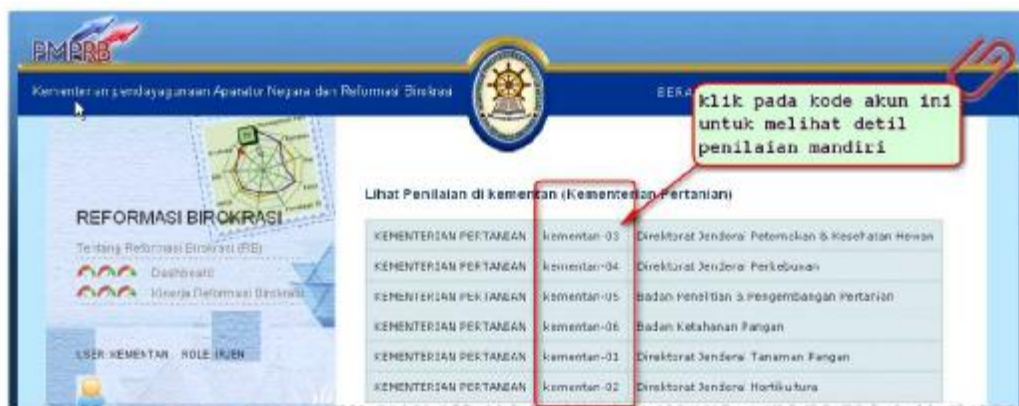 PMPRB
Kementerian pendayagunaan Aparatur Negara dan Reformasi Birokrasi
BERA
klik pada kode akun ini
untuk melihat detil
penilaian mandiri
Lihat Penilaian di kementan (Kementerian Pertanian)
REFORMASI BIROKRASI
Tentang Reformasi Birokrasi (RB)
Dashboard
Kinerja Reformasi Birokrasi
USER KEMENTAN ROLE IRJEN
KEMENTERIAN PERTANIAN kementan-03 Direktorat Jenderal Peternakan & Kesehatan Hewan
KEMENTERIAN PERTANIAN kementan-04 Direktorat Jenderal Perkebunan
KEMENTERIAN PERTANIAN kementan-05 Badan Penelitian & Pengembangan Pertanian
KEMENTERIAN PERTANIAN kementan-06 Badan Ketahanan Pangan
KEMENTERIAN PERTANIAN kementan-01 Direktorat Jenderal Tanaman Pangan
KEMENTERIAN PERTANIAN kementan-02 Direktorat Jenderal Hortikultura